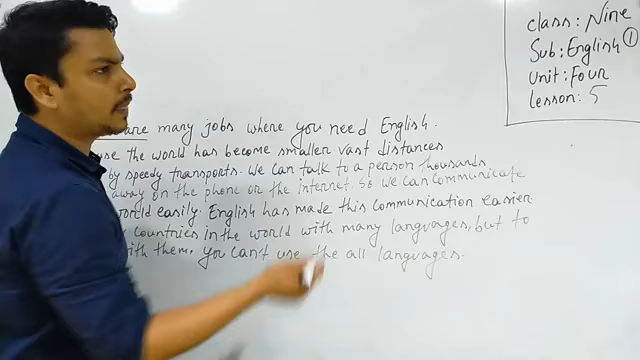 class: Nine
Sub: English ①
Unit: Four
lesson: 5
are many jobs where you need English.
use the world has become smaller vast distances
by speedy transports. We can talk to a person thousands
away on the phone or the internet. So we can communicate
world easily. English has made this communication easier
countries in the world with many languages, but to
ith them. you can't use the all languages.